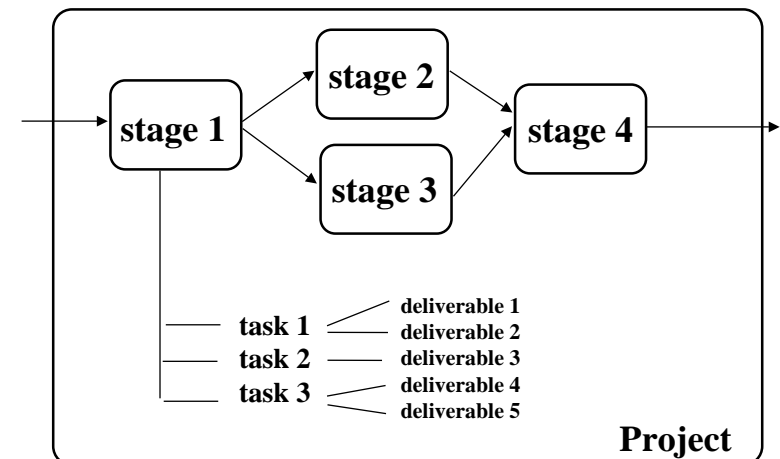 stage 1
stage 2
stage 3
stage 4
task 1
deliverable 1
deliverable 2
task 2
deliverable 3
task 3
deliverable 4
deliverable 5
Project